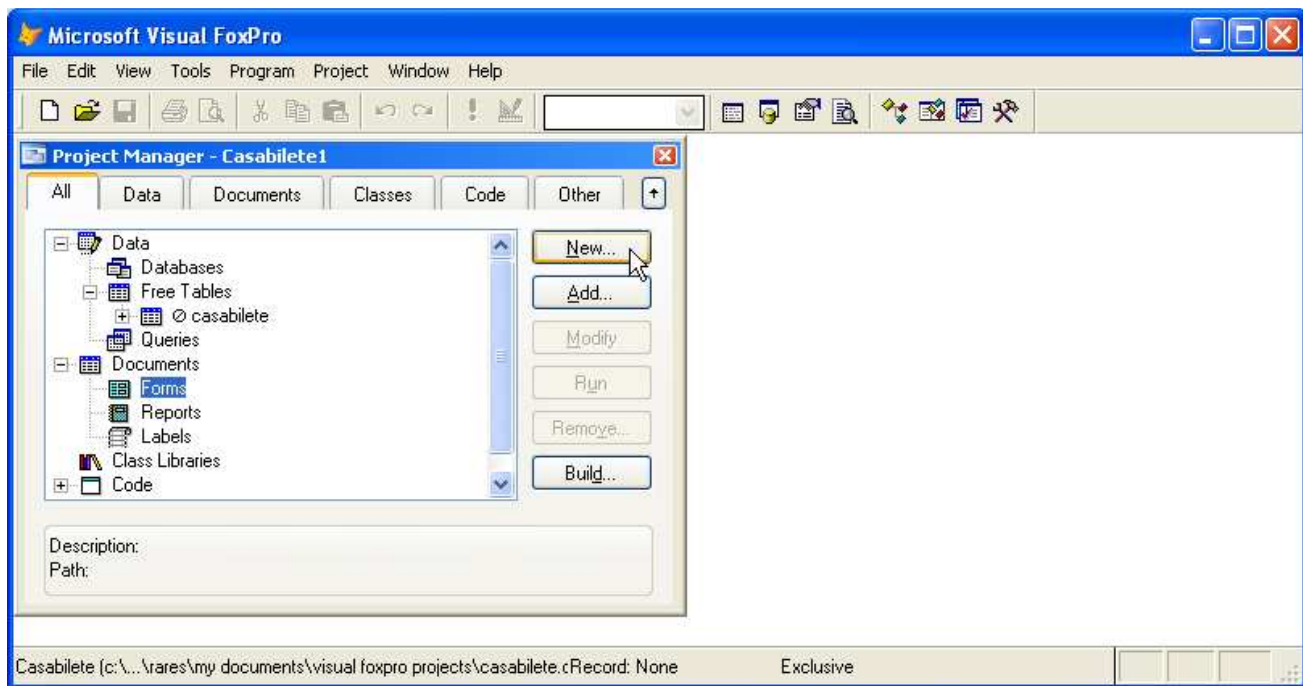 Microsoft Visual FoxPro
File Edit View Tools Program Project Window Help
Project Manager - Casabilete1
All Data Documents Classes Code Other
Data
Databases
Free Tables
casabilete
Queries
Documents
Forms
Reports
Labels
Class Libraries
Code
New...
Add...
Modify
Run
Remove...
Build...
Description:
Path:
Casabilete (c:\...\rares\my documents\visual foxpro projects\casabilete.cRecord: None Exclusive